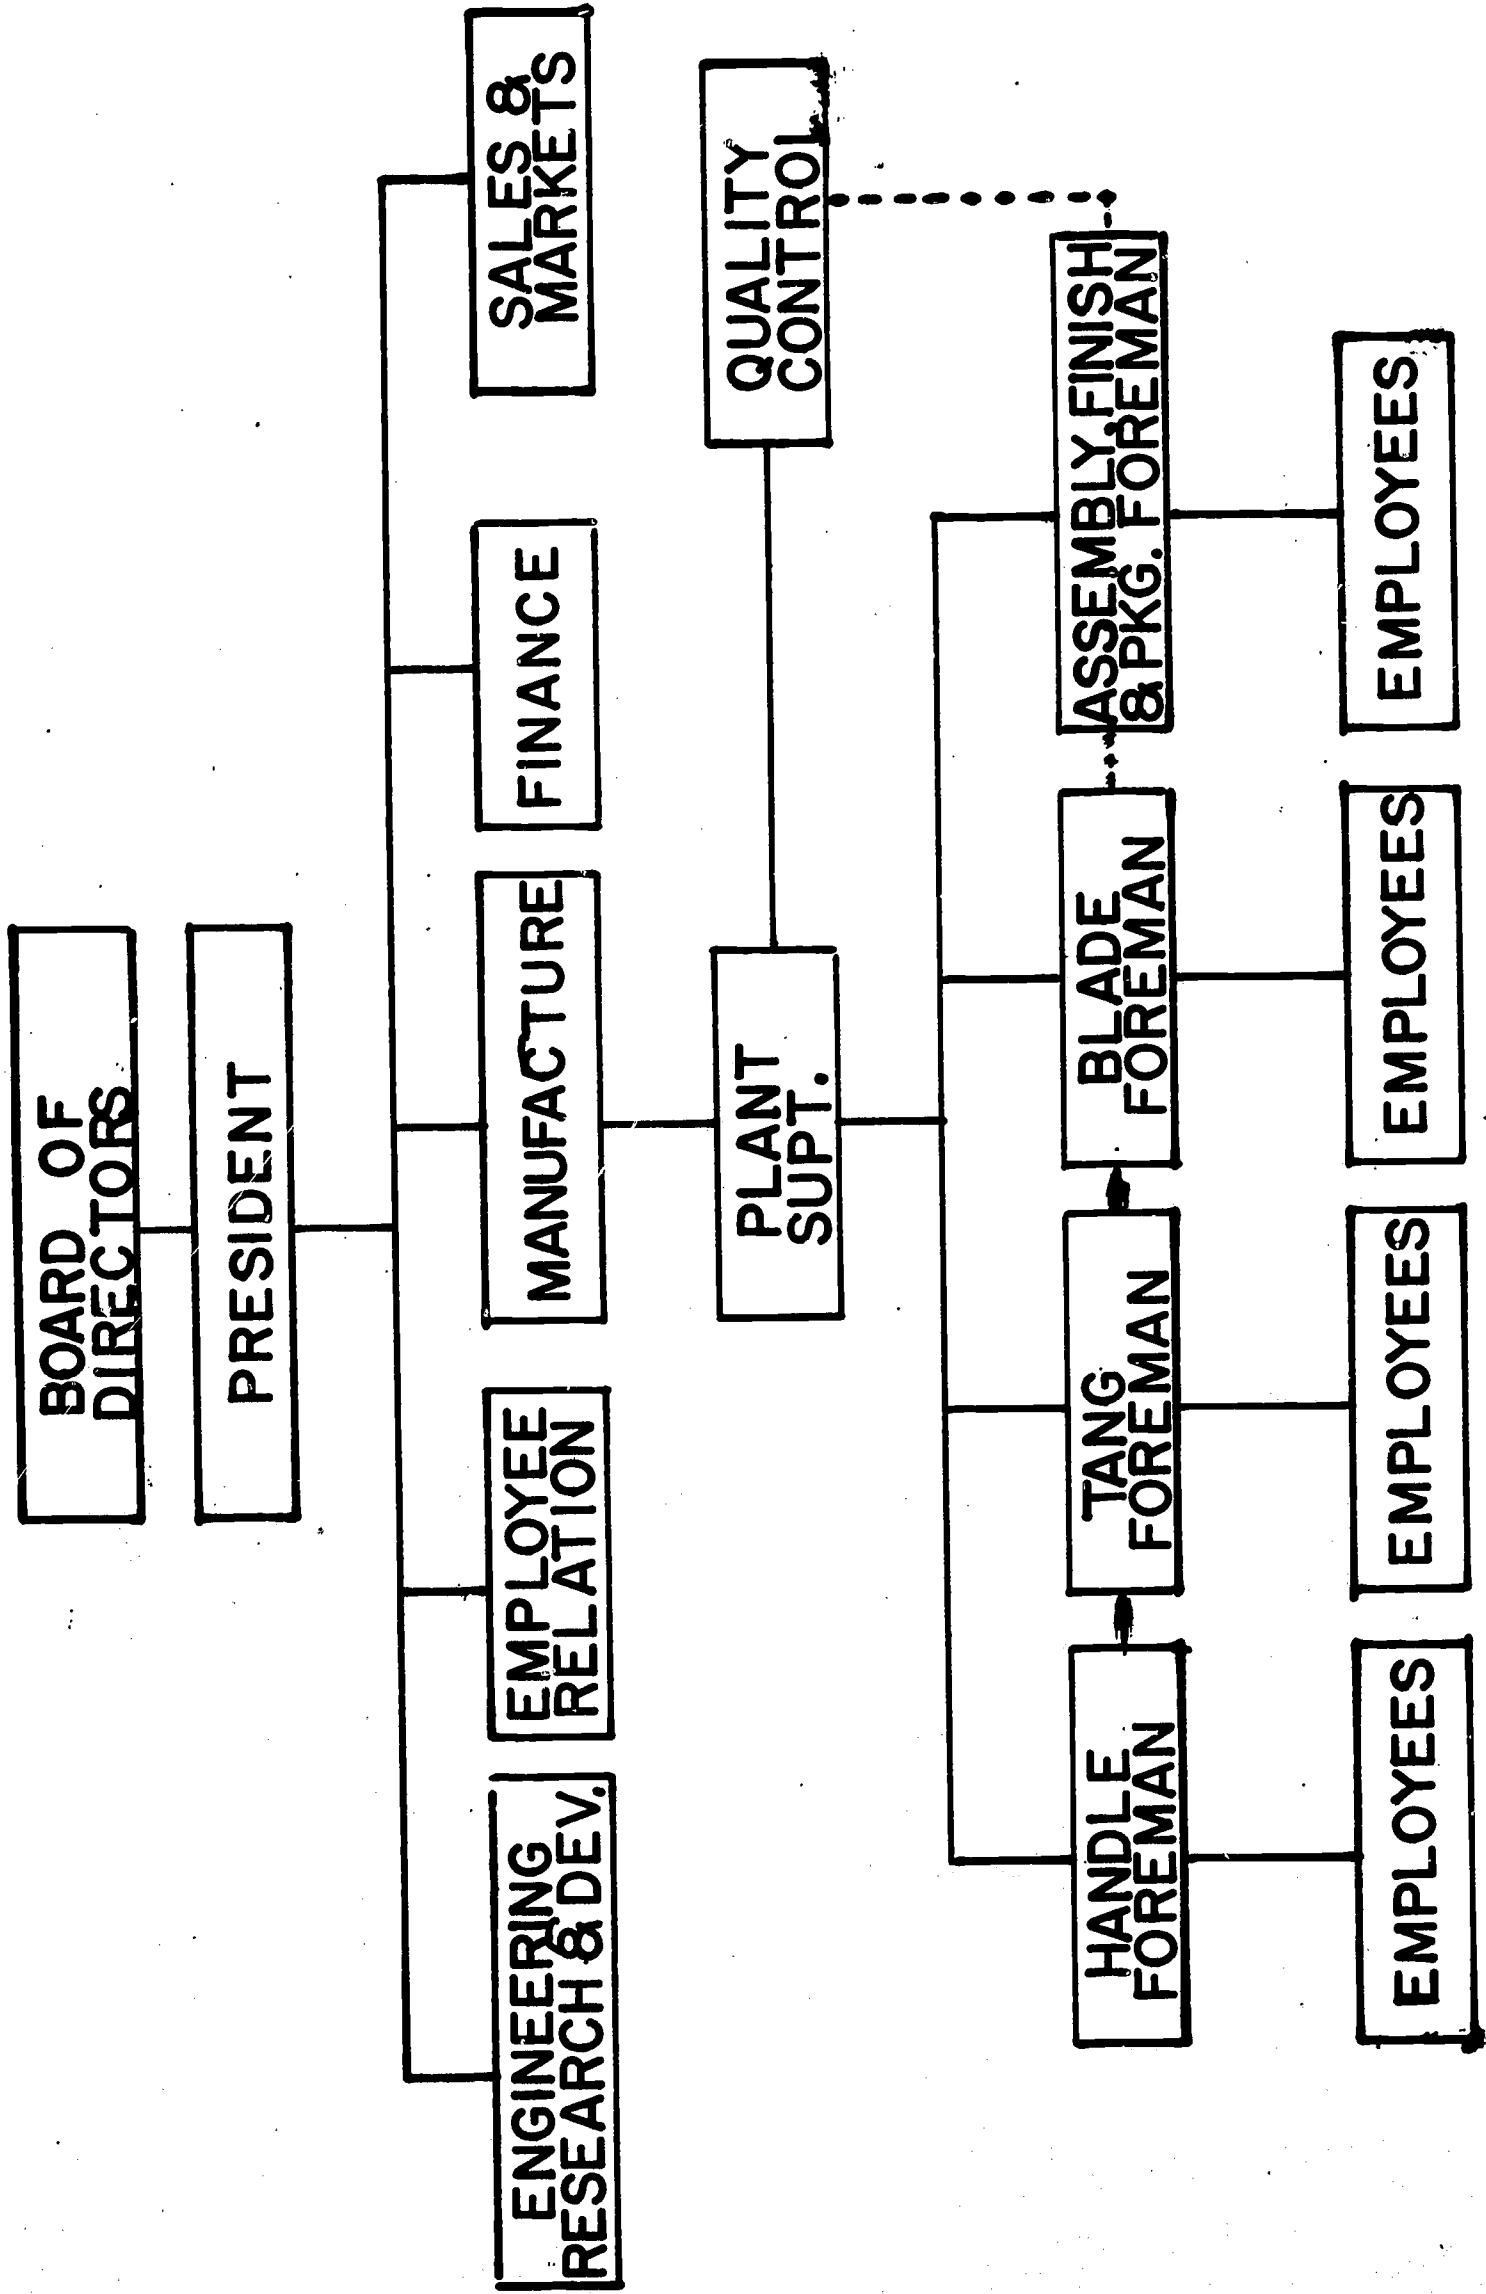 BOARD OF
DIRECTORS
PRESIDENT
ENGINEERING
RESEARCH & DEV.
EMPLOYEE
RELATION
MANUFACTURE
FINANCE
SALES &
MARKETS
PLANT
SUPT.
QUALITY
CONTROL
HANDLE
FOREMAN
TANG
FOREMAN
BLADE
FOREMAN
ASSEMBLY, FINISH
& PKG. FOREMAN
EMPLOYEES
EMPLOYEES
EMPLOYEES
EMPLOYEES